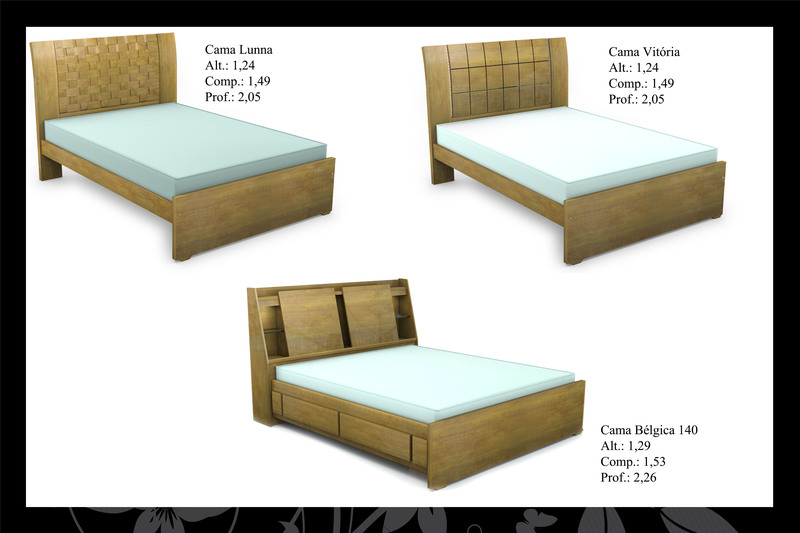 Cama Lunna
Alt.: 1,24
Comp.: 1,49
Prof.: 2,05
Cama Vitória
Alt.: 1,24
Comp.: 1,49
Prof.: 2,05
Cama Bélgica 140
Alt.: 1,29
Comp.: 1,53
Prof.: 2,26